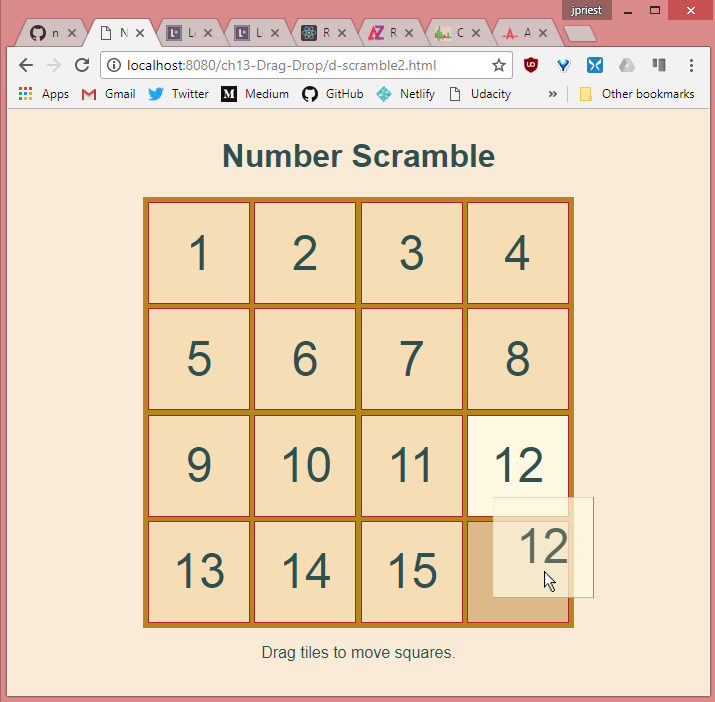 jpriest
n
N
L
L
R
R
C
A
localhost:8080/ch13-Drag-Drop/d-scramble2.html
Apps Gmail Twitter M Medium GitHub Netlify Udacity » Other bookmarks
Number Scramble
1 2 3 4
5 6 7 8
9 10 11 12
12
13 14 15
Drag tiles to move squares.